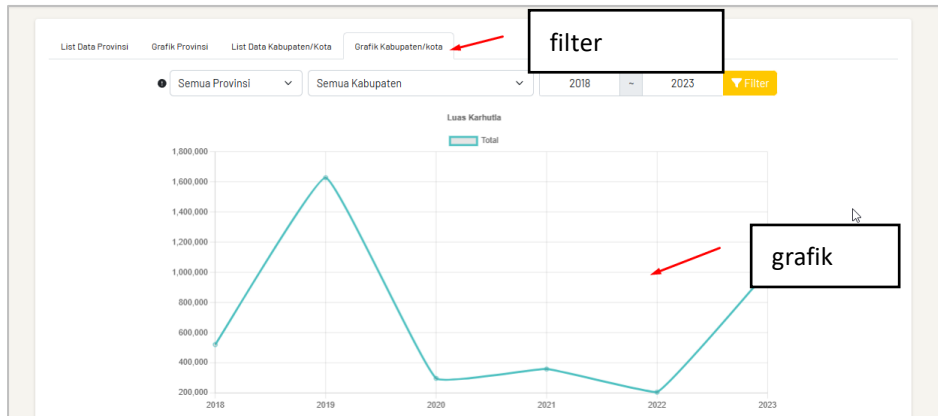 filter
List Data Provinsi Grafik Provinsi List Data Kabupaten/Kota Grafik Kabupaten/kota
Semua Provinsi Semua Kabupaten 2018 ~ 2023 Filter
Luas Karhutla
Total
1,800,000
1,600,000
1,400,000
1,200,000
grafik
1,000,000
800,000
600,000
400,000
200,000
2018 2019 2020 2021 2022 2023